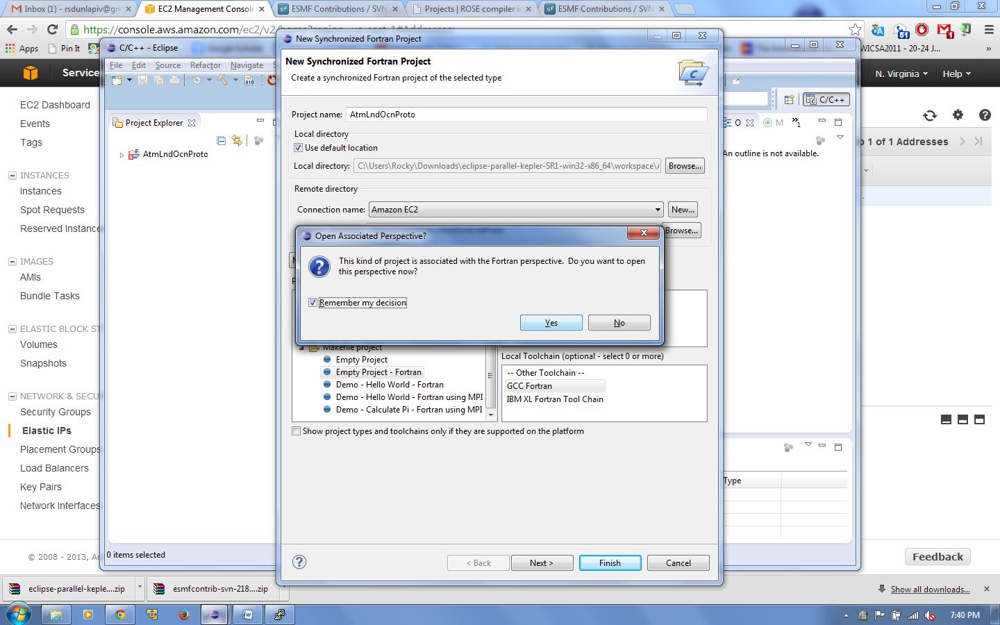 Inbox (1) - rsdunlapiv@gm
EC2 Management Console
ESMF Contributions / SVN
Projects | ROSE compiler in
ESMF Contributions / SVN
https://console.aws.amazon.com/ec2/v2/
51
1
Apps
Pin It
WICSA2011 - 20-24 J...
»
Service
N. Virginia
Help
EC2 Dashboard
Events
Tags
INSTANCES
Instances
Spot Requests
Reserved Instance
IMAGES
AMIs
Bundle Tasks
ELASTIC BLOCK ST
Volumes
Snapshots
NETWORK & SECU
Security Groups
Elastic IPs
Placement Groups
Load Balancers
Key Pairs
Network Interfaces
© 2008 - 2013, Am
1 of 1 Addresses
Feedback
C/C++ - Eclipse
File Edit Source Refactor Navigate
010
C/C++
Project Explorer
AtmLndOcnProto
O
M
»1
An outline is not available.
Type
0 items selected
New Synchronized Fortran Project
New Synchronized Fortran Project
Create a synchronized Fortran project of the selected type
Project name: AtmLndOcnProto
Local directory
Use default location
Local directory: C:\Users\Rocky\Downloads\eclipse-parallel-kepler-SR1-win32-x86_64\workspace\A Browse...
Remote directory
Connection name: Amazon EC2 New...
Browse...
Open Associated Perspective?
This kind of project is associated with the Fortran perspective. Do you want to open
this perspective now?
Remember my decision
Yes No
Makefile project
Empty Project
Empty Project - Fortran
Demo - Hello World - Fortran
Demo - Hello World - Fortran using MPI
Demo - Calculate Pi - Fortran using MPI
Local Toolchain (optional - select 0 or more)
-- Other Toolchain --
GCC Fortran
IBM XL Fortran Tool Chain
Show project types and toolchains only if they are supported on the platform
< Back Next > Finish Cancel
eclipse-parallel-keple....zip
esmfcontrib-svn-218....zip
Show all downloads...
7:40 PM